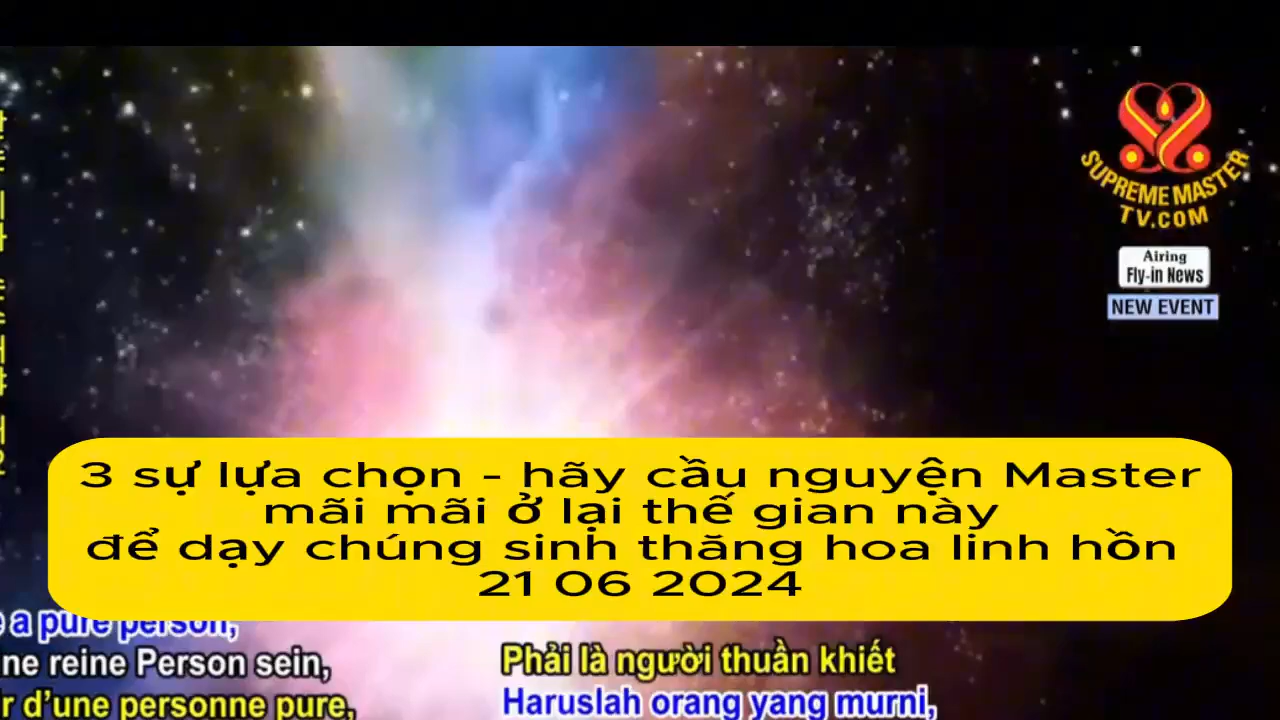 SUPREME MASTER
TV.COM
Airing
Fly-in News
NEW EVENT
3 sự lựa chọn - hãy cầu nguyện Master
mãi mãi ở lại thế gian này
để dạy chúng sinh thăng hoa linh hồn
21 06 2024
a pure person,
ne reine Person sein,
r d’une personne pure,
Phải là người thuần khiết
Haruslah orang yang murni,